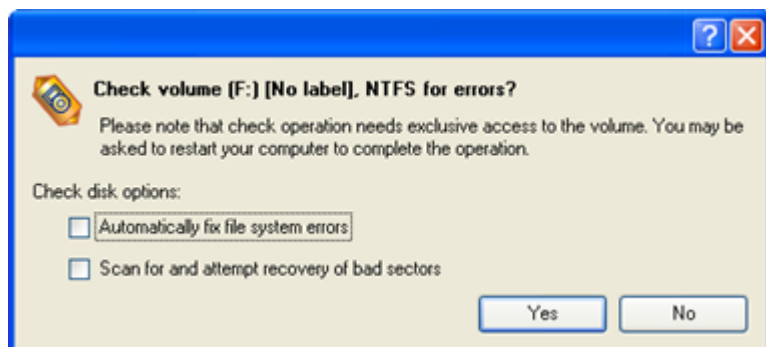 Check volume (F:) [No label], NTFS for errors?
Please note that check operation needs exclusive access to the volume. You may be
asked to restart your computer to complete the operation.
Check disk options:
Automatically fix file system errors
Scan for and attempt recovery of bad sectors
Yes No